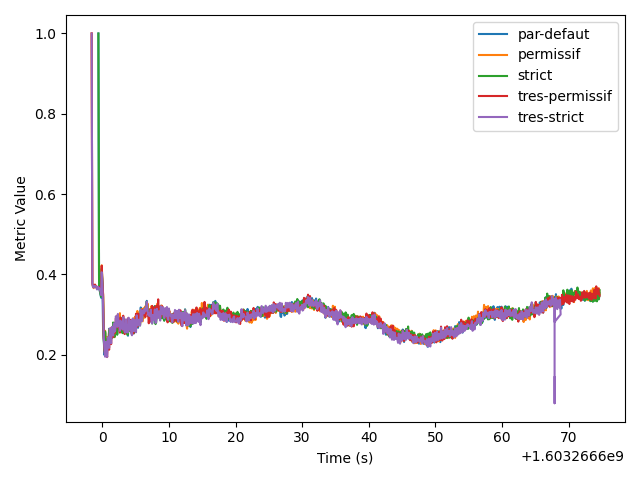 1.0
0.8
0.6
0.4
0.2
Metric Value
par-defaut
permissif
strict
tres-permissif
tres-strict
0 10 20 30 40 50 60 70
Time (s)
+1.6032666e9